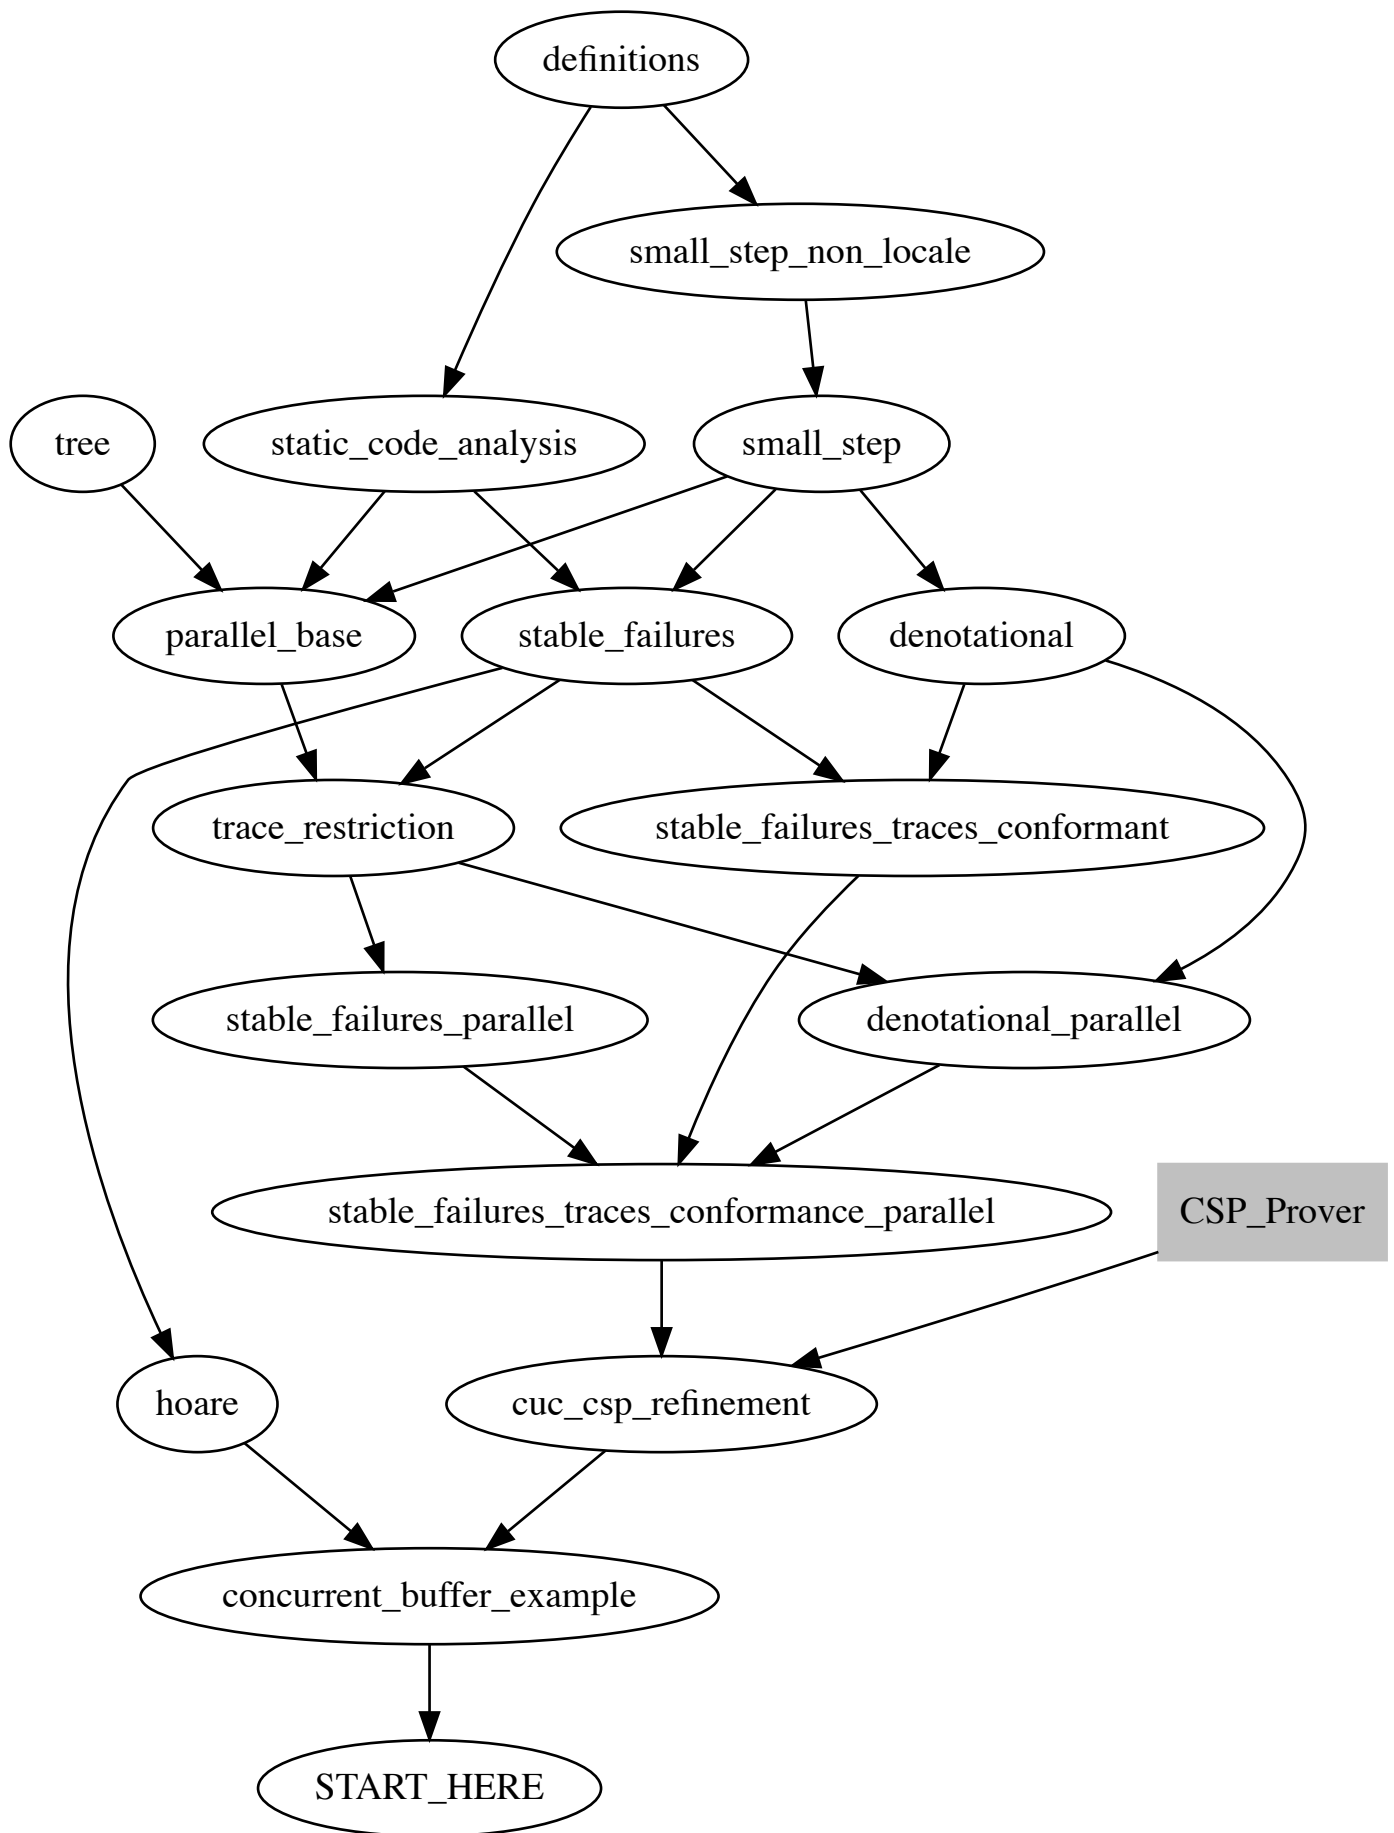 definitions
small_step_non_locale
tree
static_code_analysis
small_step
parallel_base
stable_failures
denotational
trace_restriction
stable_failures_traces_conformant
stable_failures_parallel
denotational_parallel
stable_failures_traces_conformance_parallel
CSP_Prover
hoare
cuc_csp_refinement
concurrent_buffer_example
START_HERE